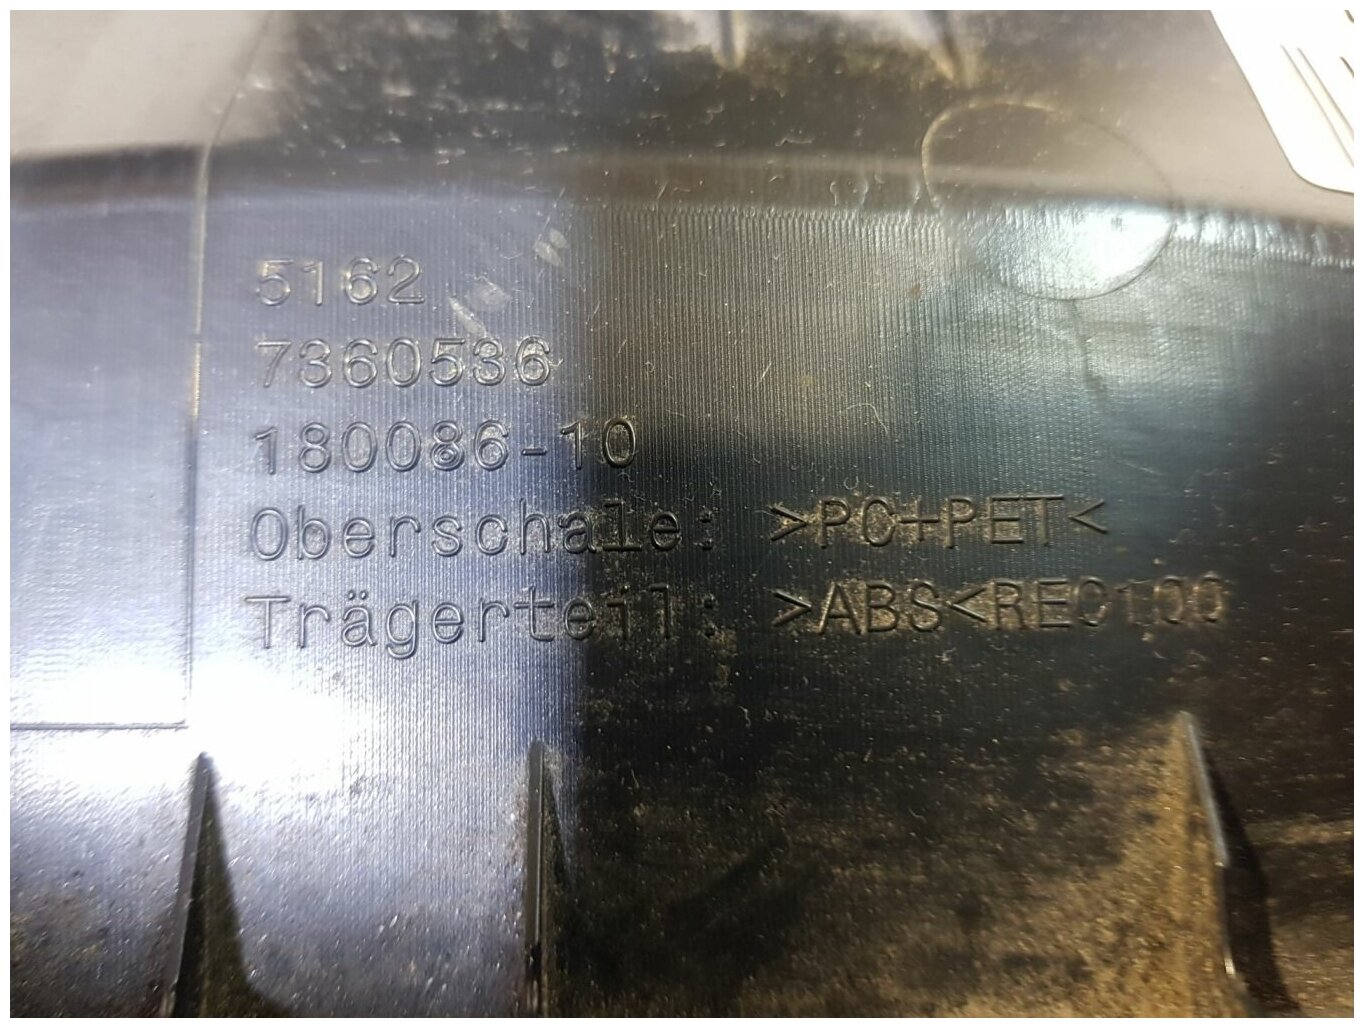 5162
7360536
180086-10
Oberschale: >PC+PET<
Trägerteil: >ABS<REC100